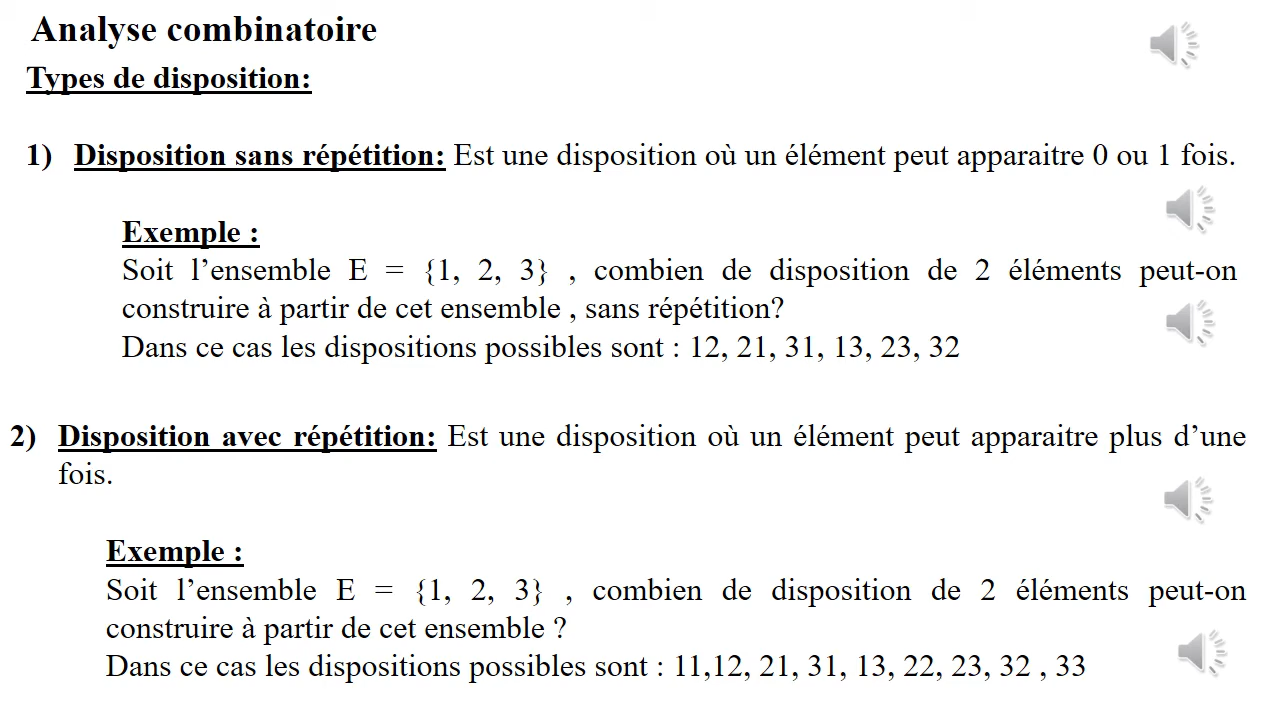 Analyse combinatoire
Types de disposition:
1) Disposition sans répétition: Est une disposition où un élément peut apparaitre 0 ou 1 fois.
Exemple :
Soit l’ensemble E = {1, 2, 3} , combien de disposition de 2 éléments peut-on
construire à partir de cet ensemble , sans répétition?
Dans ce cas les dispositions possibles sont : 12, 21, 31, 13, 23, 32
2) Disposition avec répétition: Est une disposition où un élément peut apparaitre plus d’une
fois.
Exemple :
Soit l’ensemble E = {1, 2, 3} , combien de disposition de 2 éléments peut-on
construire à partir de cet ensemble ?
Dans ce cas les dispositions possibles sont : 11,12, 21, 31, 13, 22, 23, 32 , 33